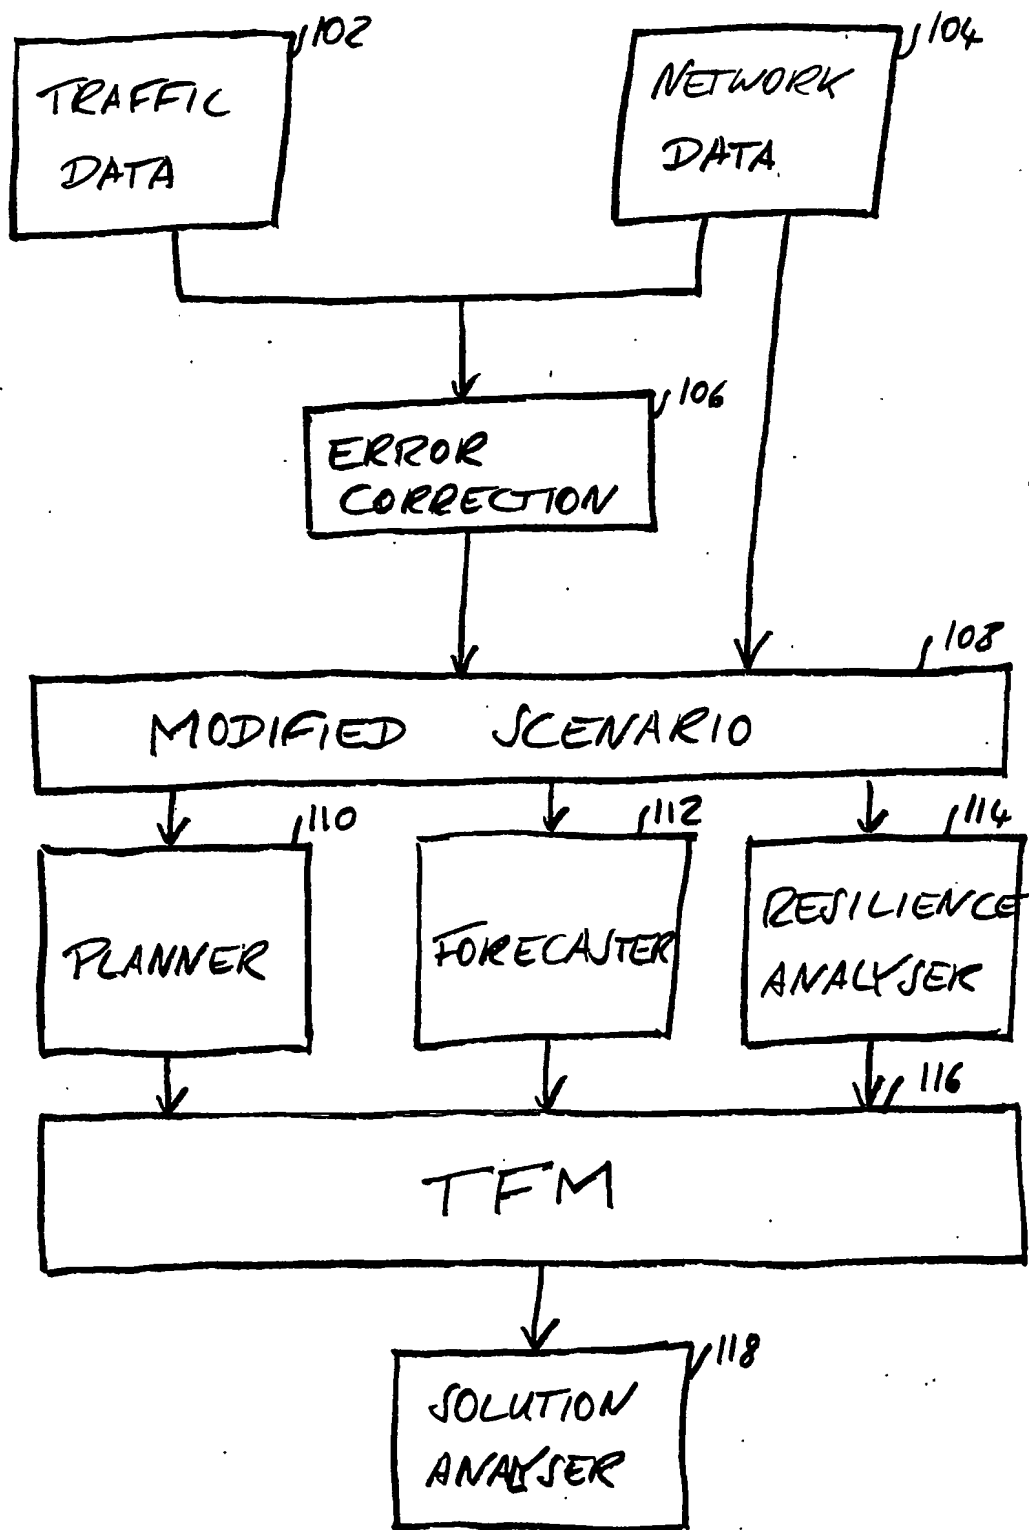 102
TRAFFIC
DATA
104
NETWORK
DATA
106
ERROR
CORRECTION
108
MODIFIED SCENARIO
110
PLANNER
112
FORECASTER
114
RESILIENCE
ANALYSER
116
TFM
118
SOLUTION
ANALYSER